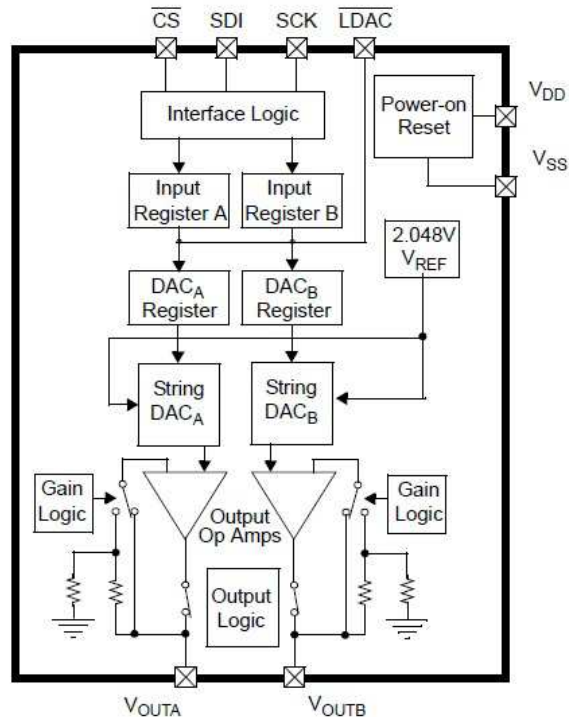 CS SDI SCK LDAC
Interface Logic
Power-on
Reset
VDD
VSS
Input
Register A
Input
Register B
2.048V
VREF
DACA
Register
DACB
Register
String
DACA
String
DACB
Gain
Logic
Output
Op Amps
Gain
Logic
Output
Logic
VOUTA
VOUTB